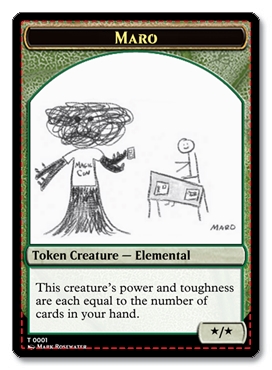 MARO
MAGIC
CON
MARO
Token Creature — Elemental
This creature's power and toughness
are each equal to the number of
cards in your hand.
*/*
T 0001
MARK ROSEWATER